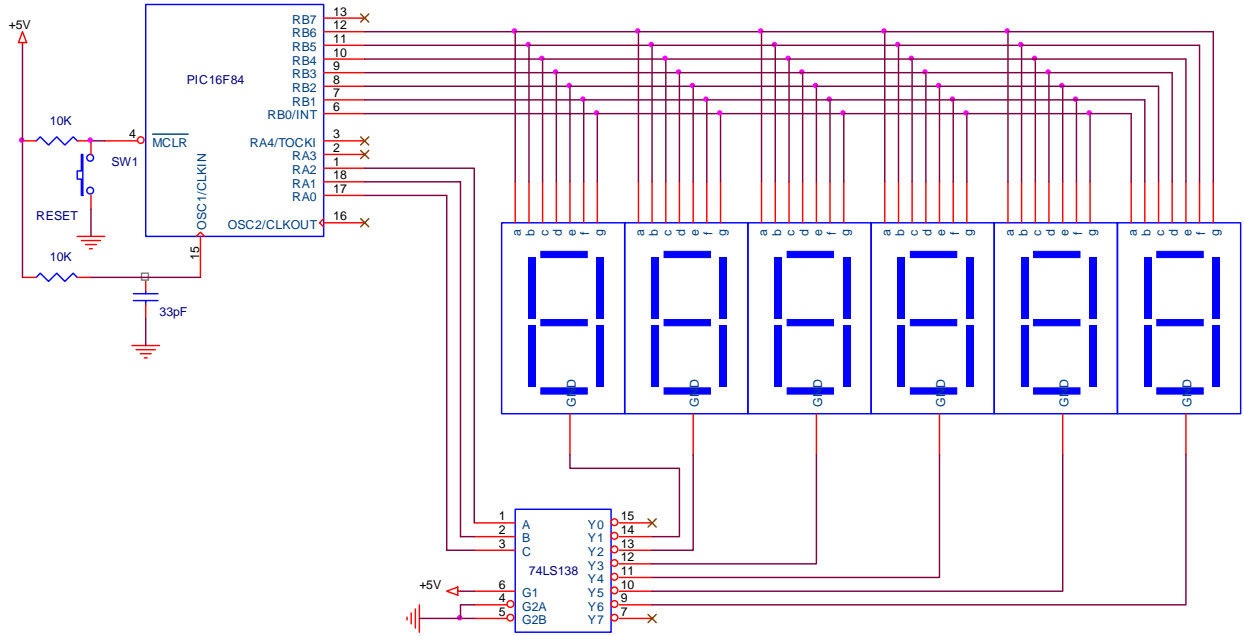 +5V
PIC16F84
RB7 13
RB6 12
RB5 11
RB4 10
RB3 9
RB2 8
RB1 7
RB0/INT 6
10K
4 MCLR
RA4/TOCKI 3
RA3 2
RA2 1
RA1 18
RA0 17
SW1
RESET
OSC1/CLKIN
OSC2/CLKOUT 16
15
10K
33pF
a b c d e f g
a b c d e f g
a b c d e f g
a b c d e f g
a b c d e f g
a b c d e f g
GND GND GND GND GND GND
1 A Y0 15
2 B Y1 14
3 C Y2 13
Y3 12
74LS138
Y4 11
+5V
6 G1 Y5 10
4 G2A Y6 9
5 G2B Y7 7